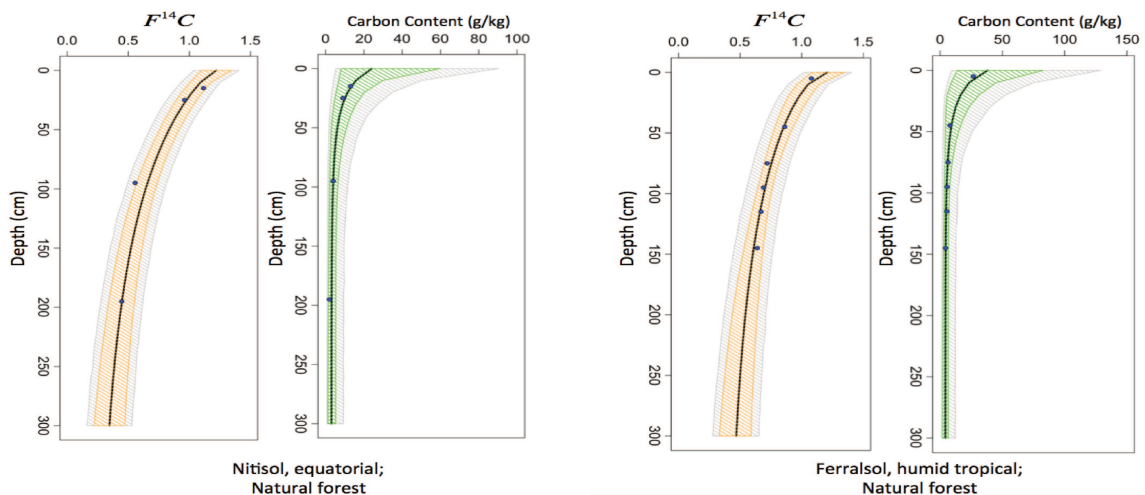 F¹⁴C
0.0 0.5 1.0 1.5
Depth (cm)
0
50
100
150
200
250
300
Carbon Content (g/kg)
0 20 40 60 80 100
Depth (cm)
0
50
100
150
200
250
300
Nitisol, equatorial;
Natural forest
F¹⁴C
0.0 0.5 1.0 1.5
Depth (cm)
0
50
100
150
200
250
300
Carbon Content (g/kg)
0 50 100 150
Depth (cm)
0
50
100
150
200
250
300
Ferralsol, humid tropical;
Natural forest